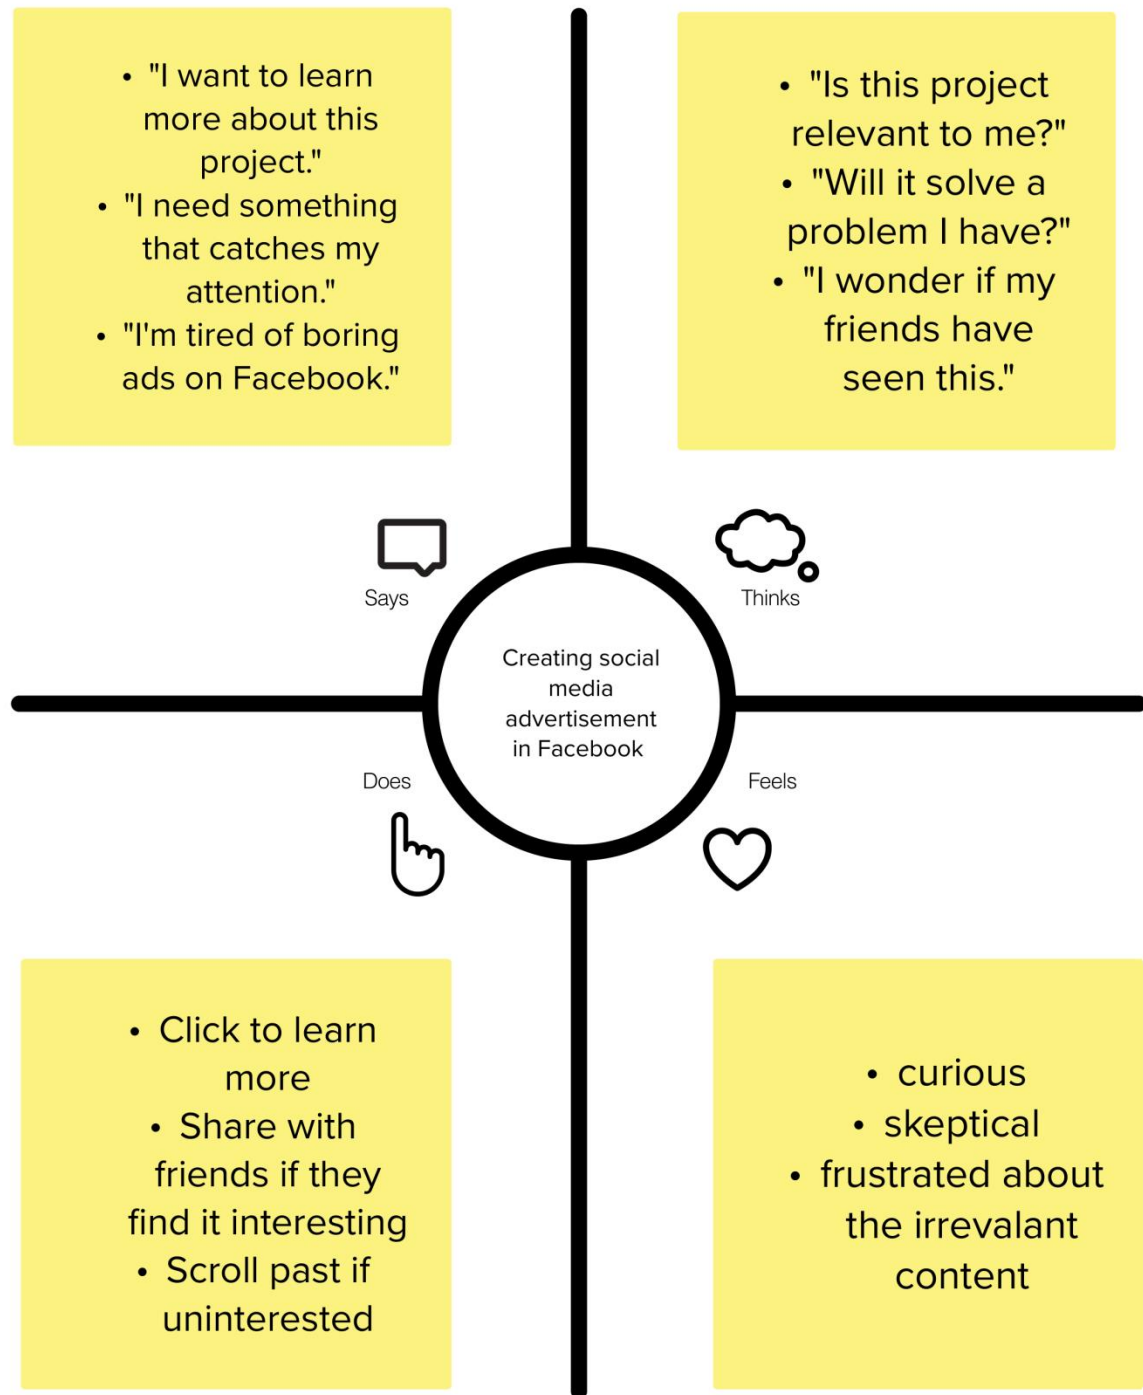 • "I want to learn
more about this
project."
• "I need something
that catches my
attention."
• "I'm tired of boring
ads on Facebook."
• "Is this project
relevant to me?"
• "Will it solve a
problem I have?"
• "I wonder if my
friends have
seen this."
Says
Thinks
Creating social
media
advertisement
in Facebook
Does
Feels
• Click to learn
more
• Share with
friends if they
find it interesting
• Scroll past if
uninterested
• curious
• skeptical
• frustrated about
the irrevalant
content